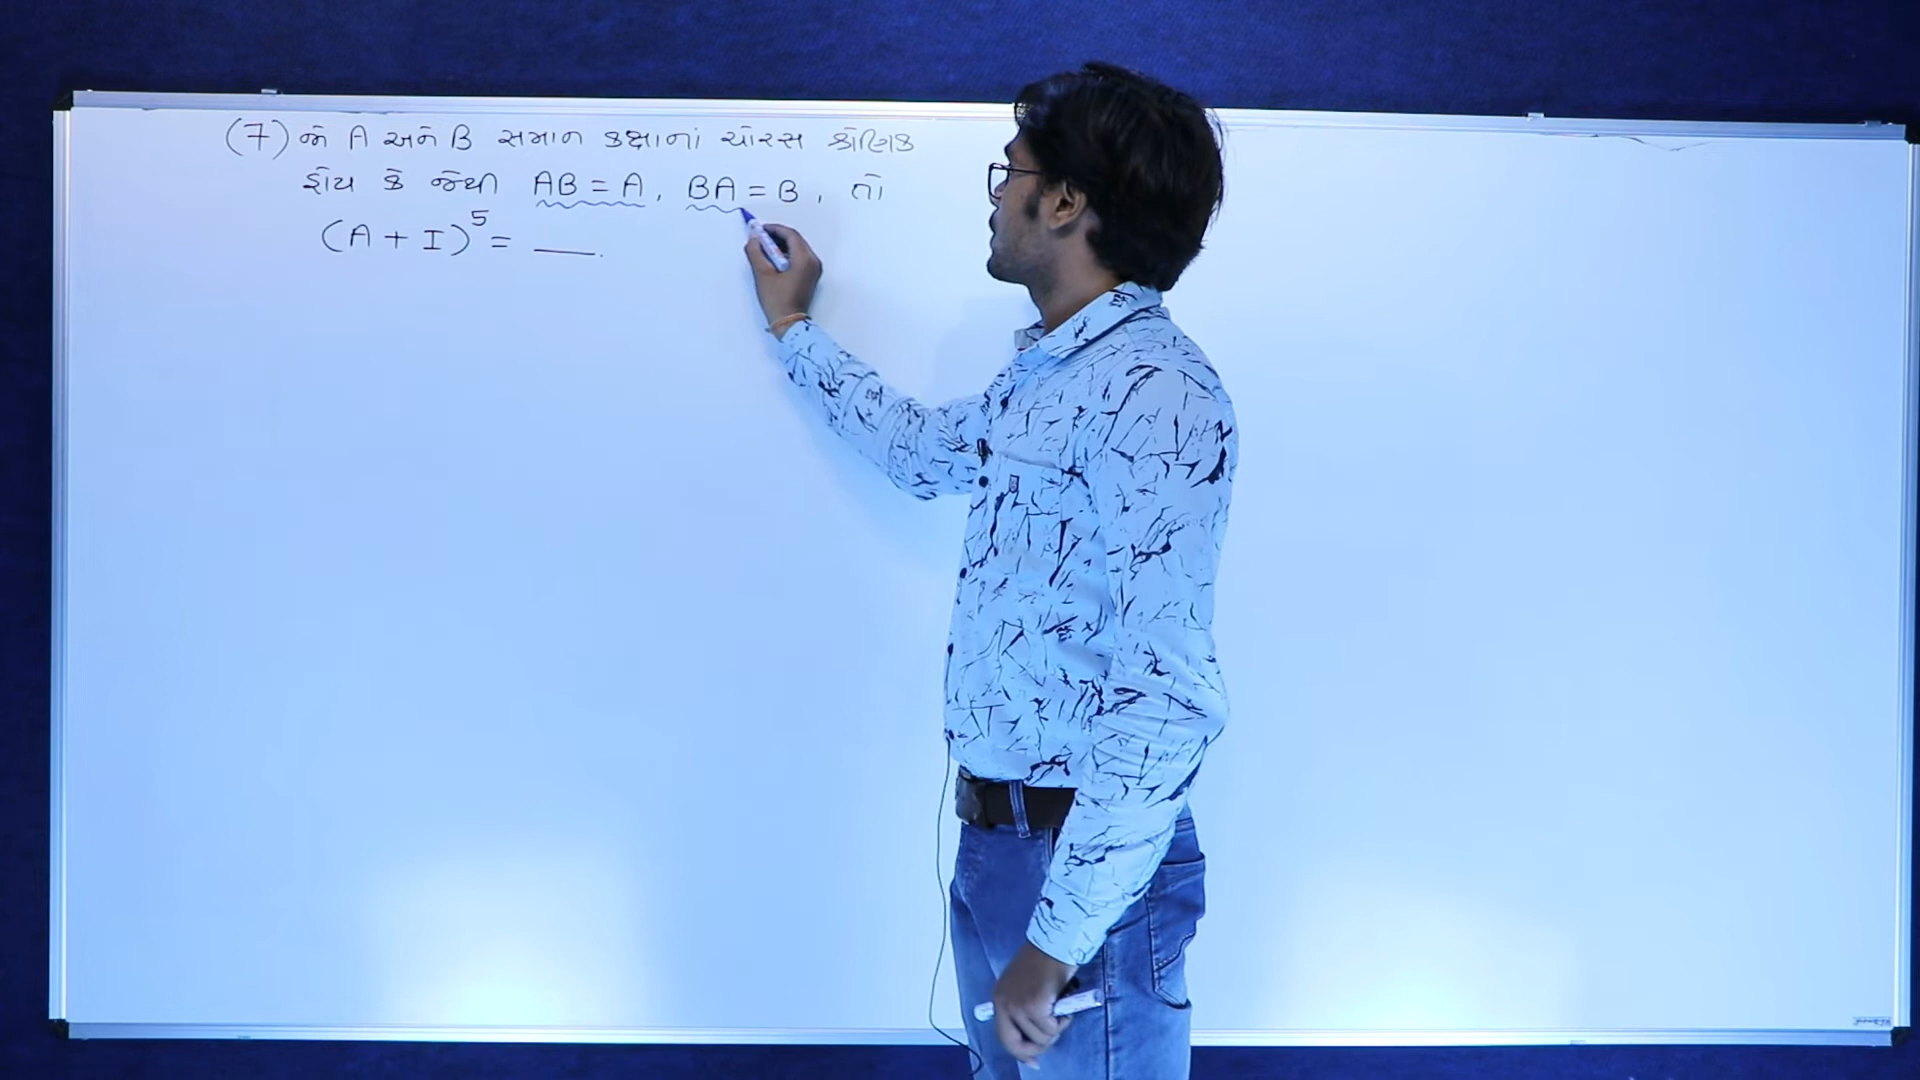 (7) જો A અને B સમાન કક્ષાનાં ચોરસ શ્રેણિક
હોય કે જેથી AB = A, BA = B, તો
(A + I)⁵ = ___.